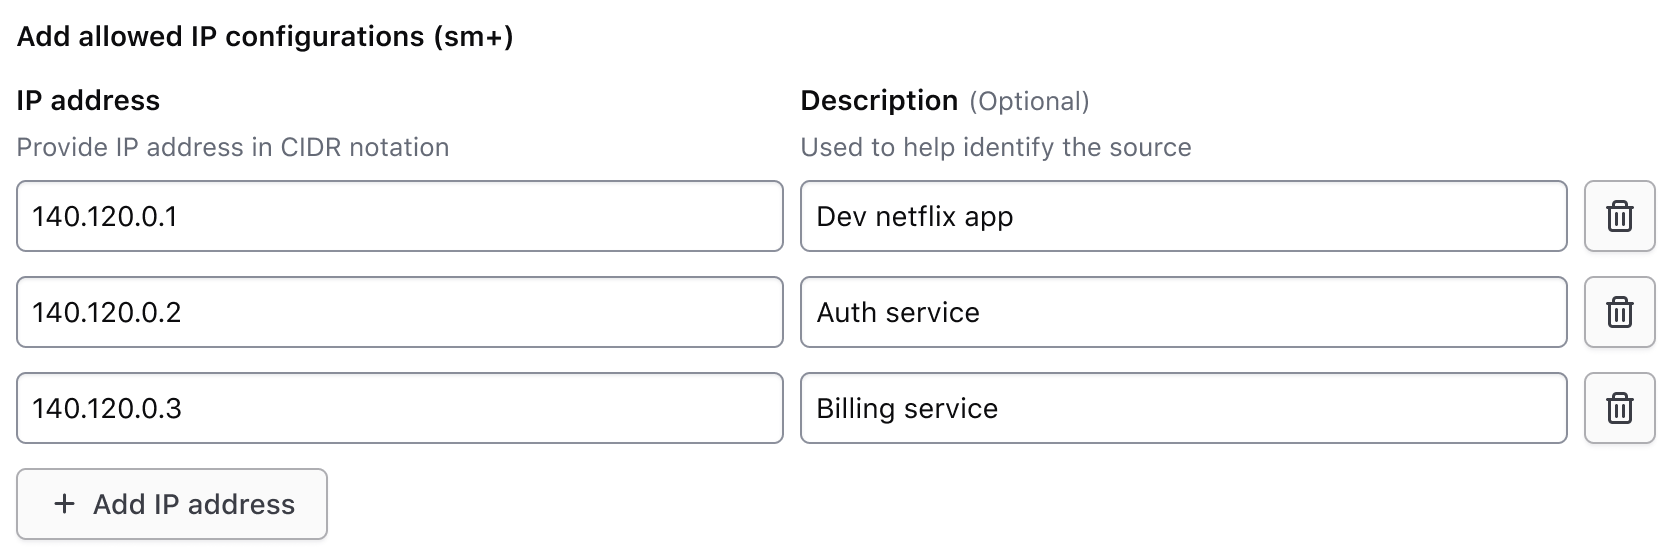 Add allowed IP configurations (sm+)
IP address
Description (Optional)
Provide IP address in CIDR notation
Used to help identify the source
140.120.0.1
Dev netflix app
140.120.0.2
Auth service
140.120.0.3
Billing service
+ Add IP address